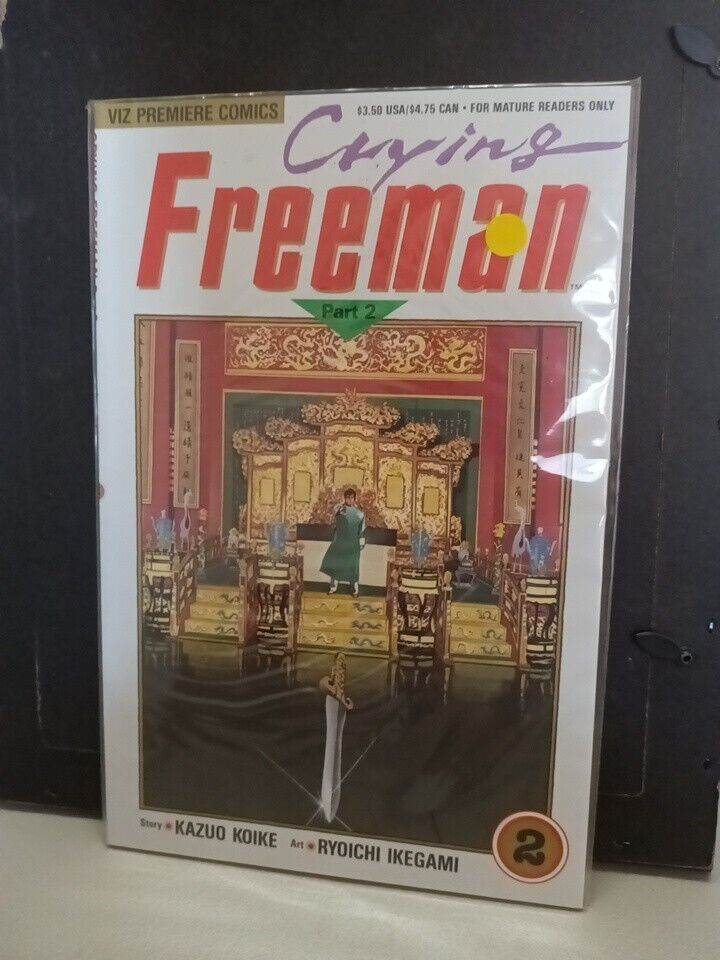 VIZ PREMIERE COMICS
$3.50 USA/$4.75 CAN • FOR MATURE READERS ONLY
Crying
Freeman
TM
Part 2
Story • KAZUO KOIKE Art • RYOICHI IKEGAMI
2